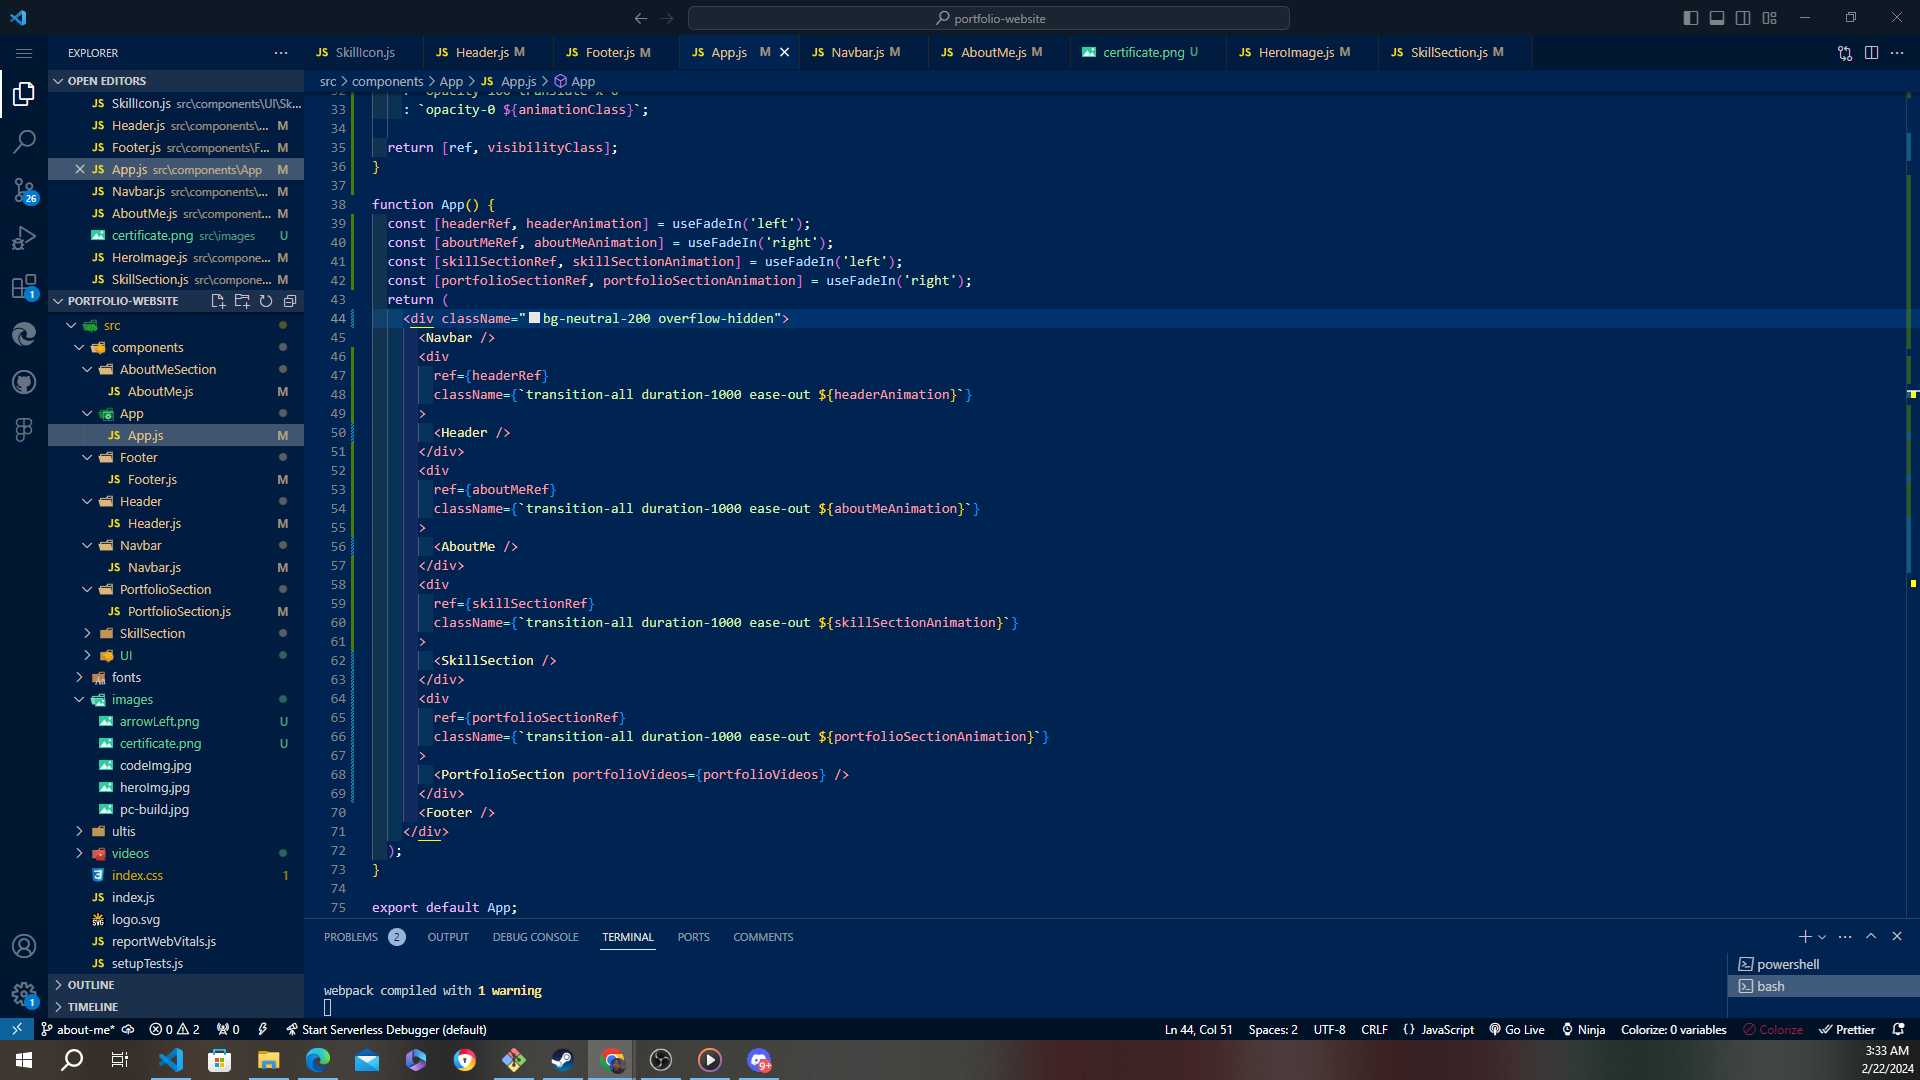 portfolio-website
EXPLORER
SkillIcon.js
Header.js M
Footer.js M
App.js M
Navbar.js M
AboutMe.js M
certificate.png U
HeroImage.js M
SkillSection.js M
OPEN EDITORS
src > components > App > JS App.js > App
JS SkillIcon.js src\components\UI\Sk...
JS Header.js src\components\... M
JS Footer.js src\components\F... M
JS App.js src\components\App M
JS Navbar.js src\components\... M
JS AboutMe.js src\component... M
certificate.png src\images U
JS HeroImage.js src\compone... M
JS SkillSection.js src\compone... M
PORTFOLIO-WEBSITE
src
components
AboutMeSection
JS AboutMe.js M
App
JS App.js M
Footer
JS Footer.js M
Header
JS Header.js M
Navbar
JS Navbar.js M
PortfolioSection
JS PortfolioSection.js M
SkillSection
UI
fonts
images
arrowLeft.png U
certificate.png U
codeImg.jpg
heroImg.jpg
pc-build.jpg
ultis
videos
index.css 1
JS index.js
logo.svg
JS reportWebVitals.js
JS setupTests.js
OUTLINE
TIMELINE
26
1
1
33 : `opacity-0 ${animationClass}`;
34
35 return [ref, visibilityClass];
36 }
37
38 function App() {
39 const [headerRef, headerAnimation] = useFadeIn('left');
40 const [aboutMeRef, aboutMeAnimation] = useFadeIn('right');
41 const [skillSectionRef, skillSectionAnimation] = useFadeIn('left');
42 const [portfolioSectionRef, portfolioSectionAnimation] = useFadeIn('right');
43 return (
44 <div className="bg-neutral-200 overflow-hidden">
45 <Navbar />
46 <div
47 ref={headerRef}
48 className={`transition-all duration-1000 ease-out ${headerAnimation}`}
49 >
50 <Header />
51 </div>
52 <div
53 ref={aboutMeRef}
54 className={`transition-all duration-1000 ease-out ${aboutMeAnimation}`}
55 >
56 <AboutMe />
57 </div>
58 <div
59 ref={skillSectionRef}
60 className={`transition-all duration-1000 ease-out ${skillSectionAnimation}`}
61 >
62 <SkillSection />
63 </div>
64 <div
65 ref={portfolioSectionRef}
66 className={`transition-all duration-1000 ease-out ${portfolioSectionAnimation}`}
67 >
68 <PortfolioSection portfolioVideos={portfolioVideos} />
69 </div>
70 <Footer />
71 </div>
72 );
73 }
74
75 export default App;
PROBLEMS 2 OUTPUT DEBUG CONSOLE TERMINAL PORTS COMMENTS
webpack compiled with 1 warning
powershell
bash
about-me* 0 2 0 Start Serverless Debugger (default)
Ln 44, Col 51 Spaces: 2 UTF-8 CRLF {} JavaScript Go Live Ninja Colorize: 0 variables Colorize Prettier
9+
3:33 AM
2/22/2024